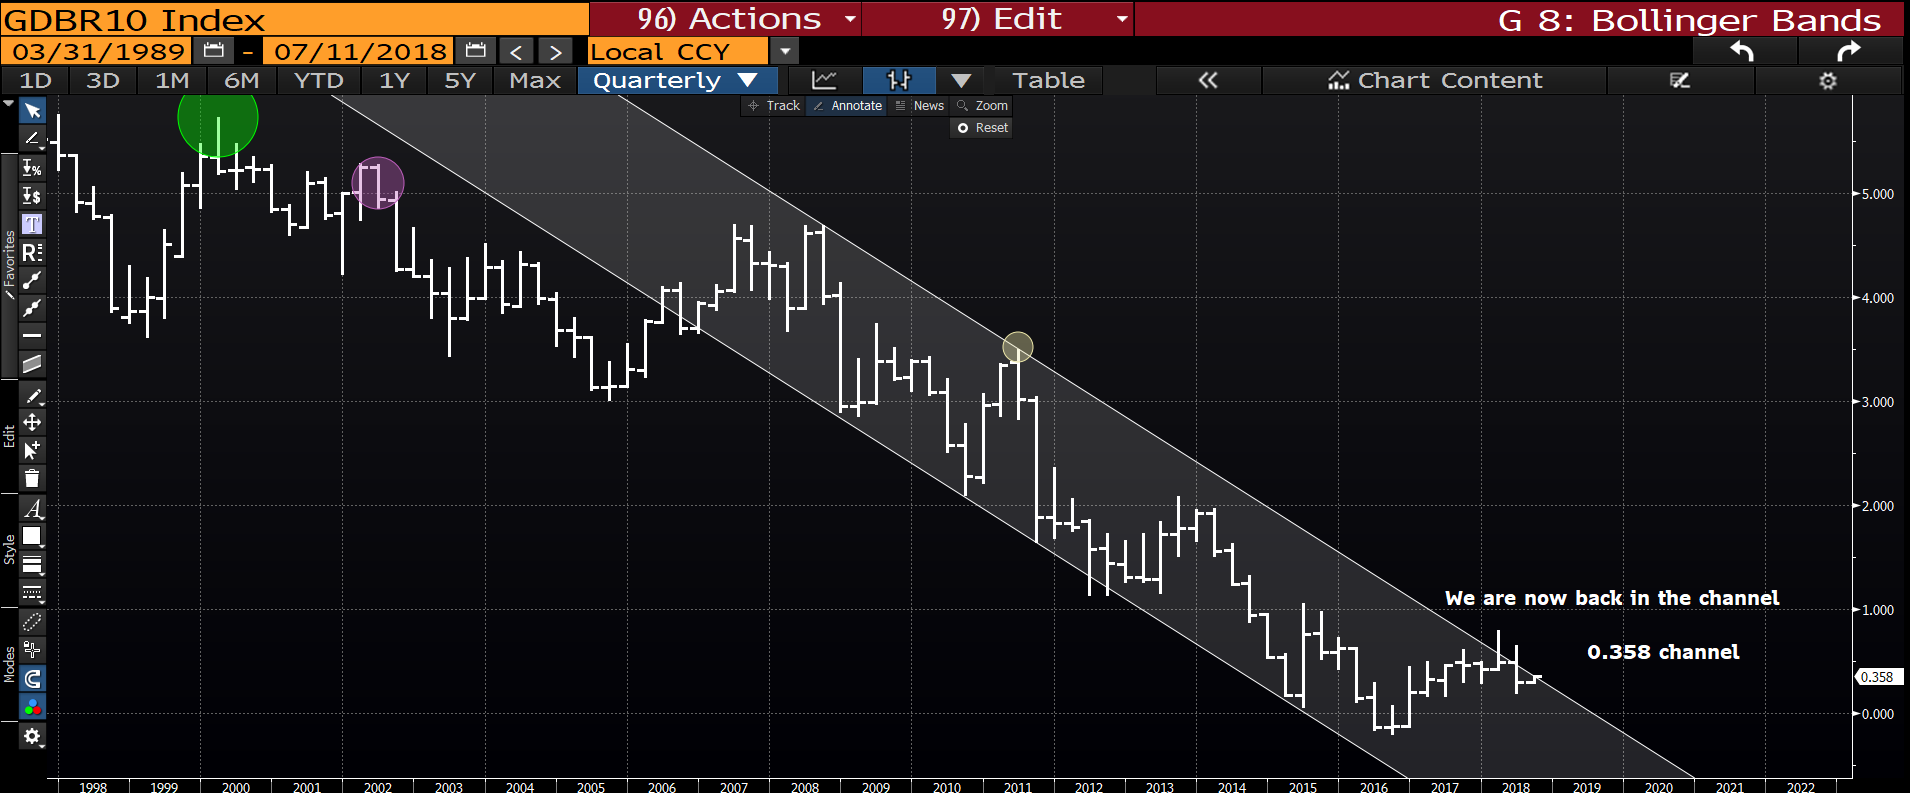 GDBR10 Index 96) Actions 97) Edit G 8: Bollinger Bands
03/31/1989 - 07/11/2018 < > Local CCY
1D 3D 1M 6M YTD 1Y 5Y Max Quarterly ▼ Table « Chart Content
Track Annotate News Zoom
Reset
Favorites
%
$
T
R
Edit
Style
A
Modes
5.000
4.000
3.000
2.000
We are now back in the channel
1.000
0.358 channel
0.358
0.000
1998 1999 2000 2001 2002 2003 2004 2005 2006 2007 2008 2009 2010 2011 2012 2013 2014 2015 2016 2017 2018 2019 2020 2021 2022